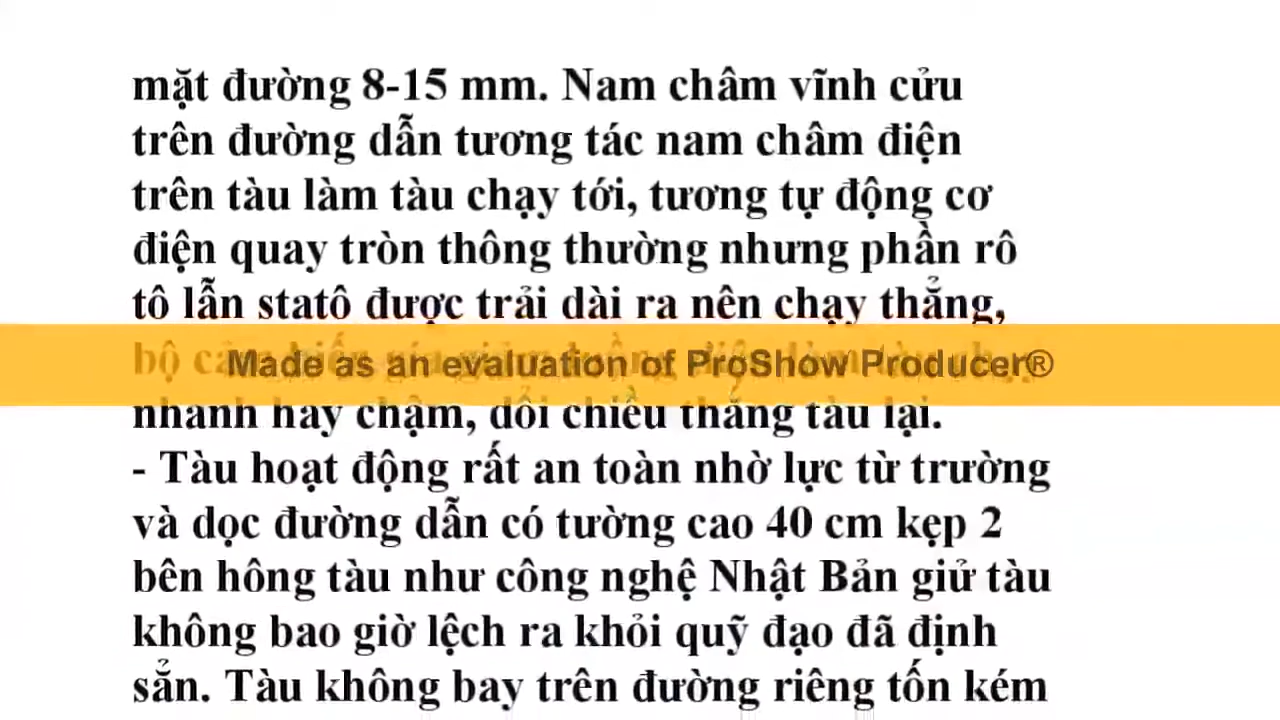 mặt đường 8-15 mm. Nam châm vĩnh cửu
trên đường dẫn tương tác nam châm điện
trên tàu làm tàu chạy tới, tương tự động cơ
điện quay tròn thông thường nhưng phần rô
tô lẫn statô được trải dài ra nên chạy thẳng,
bộ
Made as an evaluation of ProShow Producer®
nhanh hay chậm, đổi chiều thắng tàu lại.
- Tàu hoạt động rất an toàn nhờ lực từ trường
và dọc đường dẫn có tường cao 40 cm kẹp 2
bên hông tàu như công nghệ Nhật Bản giử tàu
không bao giờ lệch ra khỏi quỹ đạo đã định
sẳn. Tàu không bay trên đường riêng tốn kém